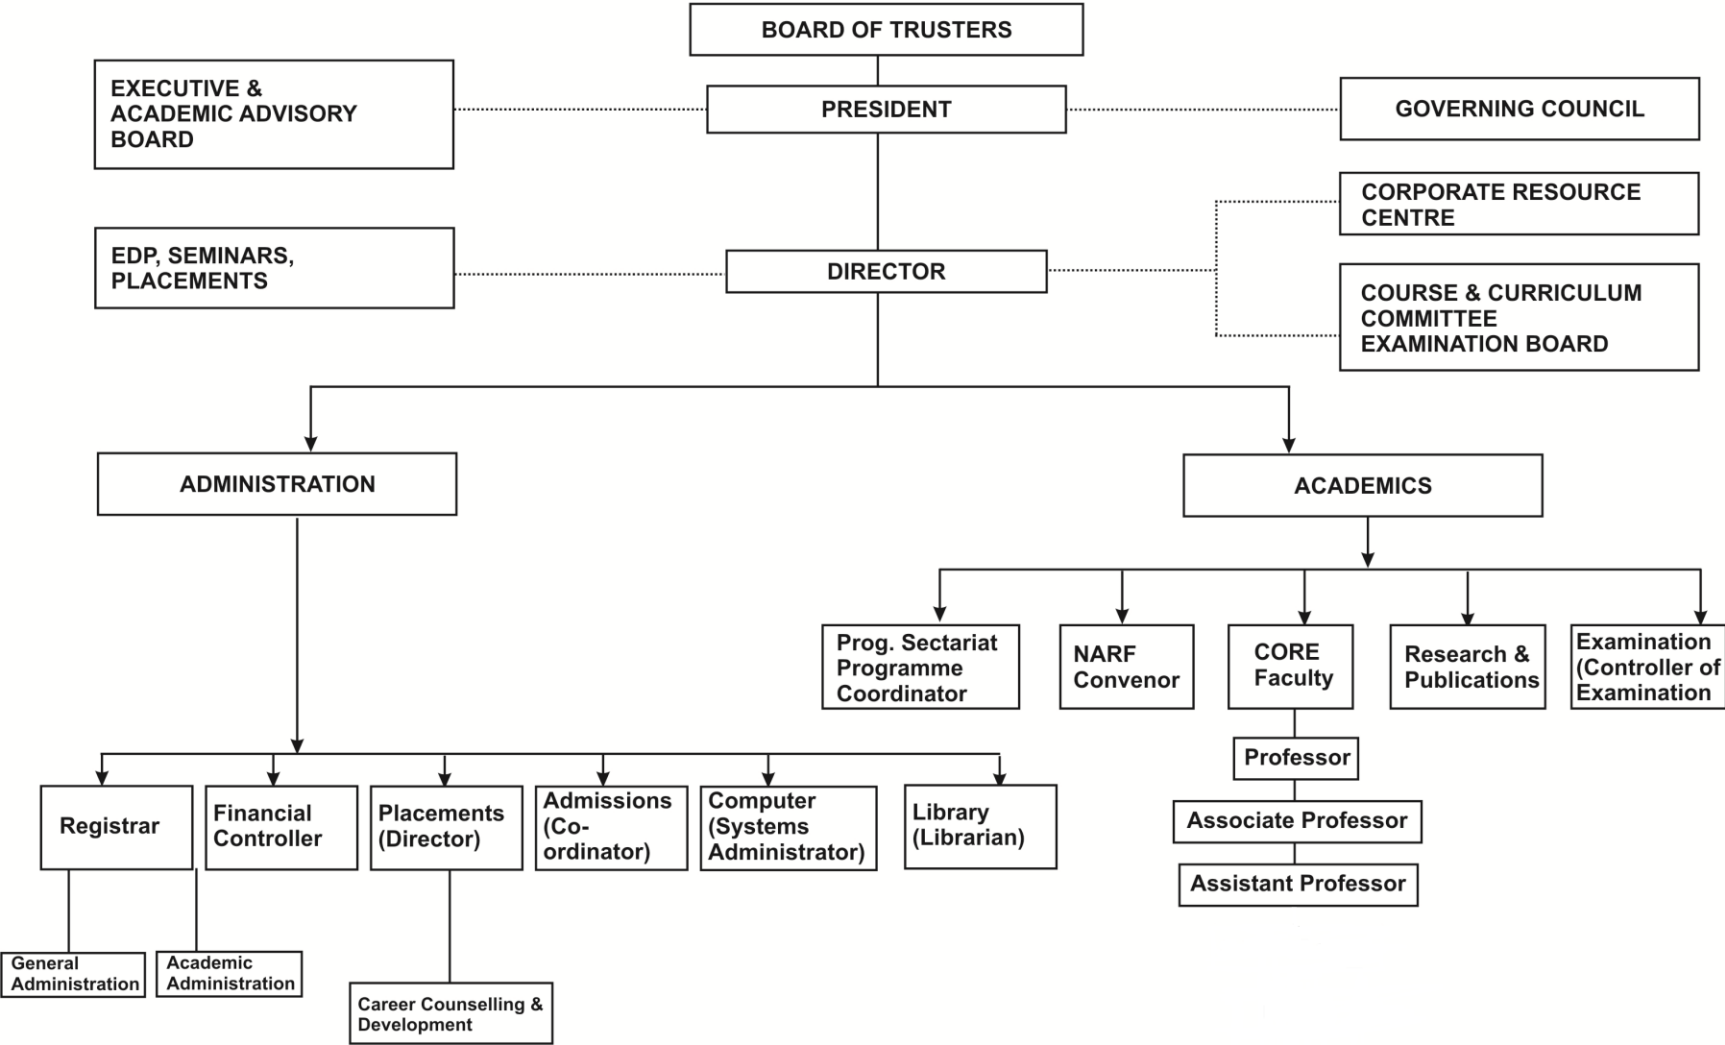 BOARD OF TRUSTERS
EXECUTIVE &
ACADEMIC ADVISORY
BOARD
PRESIDENT
GOVERNING COUNCIL
CORPORATE RESOURCE
CENTRE
EDP, SEMINARS,
PLACEMENTS
DIRECTOR
COURSE & CURRICULUM
COMMITTEE
EXAMINATION BOARD
ADMINISTRATION
ACADEMICS
Prog. Sectariat
Programme
Coordinator
NARF
Convenor
CORE
Faculty
Research &
Publications
Examination
(Controller of
Examination
Professor
Associate Professor
Assistant Professor
Registrar
Financial
Controller
Placements
(Director)
Admissions
(Co-
ordinator)
Computer
(Systems
Administrator)
Library
(Librarian)
General
Administration
Academic
Administration
Career Counselling &
Development